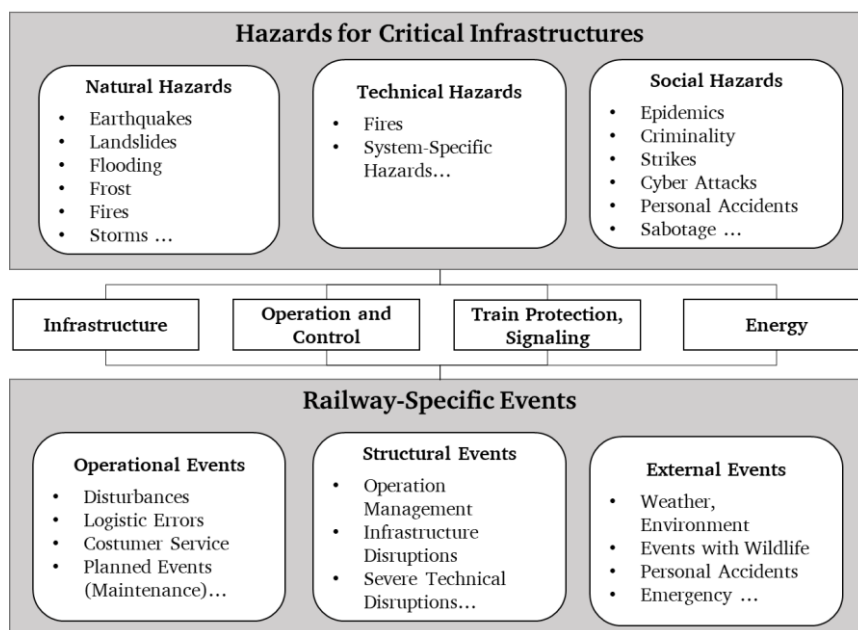 Hazards for Critical Infrastructures
Natural Hazards
• Earthquakes
• Landslides
• Flooding
• Frost
• Fires
• Storms ...
Technical Hazards
• Fires
• System-Specific
Hazards...
Social Hazards
• Epidemics
• Criminality
• Strikes
• Cyber Attacks
• Personal Accidents
• Sabotage ...
Infrastructure
Operation and
Control
Train Protection,
Signaling
Energy
Railway-Specific Events
Operational Events
• Disturbances
• Logistic Errors
• Costumer Service
• Planned Events
(Maintenance)...
Structural Events
• Operation
Management
• Infrastructure
Disruptions
• Severe Technical
Disruptions...
External Events
• Weather,
Environment
• Events with Wildlife
• Personal Accidents
• Emergency ...